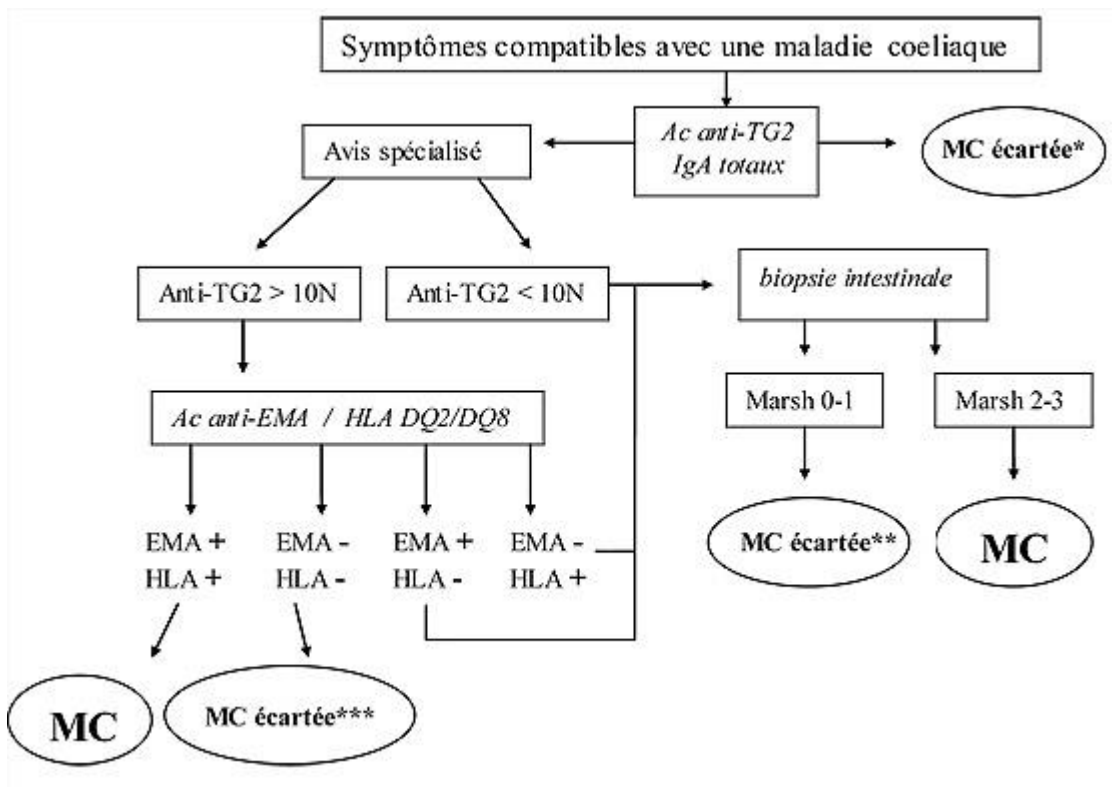 Symptômes compatibles avec une maladie coeliaque
Ac anti-TG2
IgA totaux
Avis spécialisé
MC écartée*
Anti-TG2 > 10N
Anti-TG2 < 10N
biopsie intestinale
Ac anti-EMA / HLA DQ2/DQ8
Marsh 0-1
Marsh 2-3
EMA +
HLA +
EMA -
HLA -
EMA +
HLA -
EMA -
HLA +
MC écartée**
MC
MC
MC écartée***